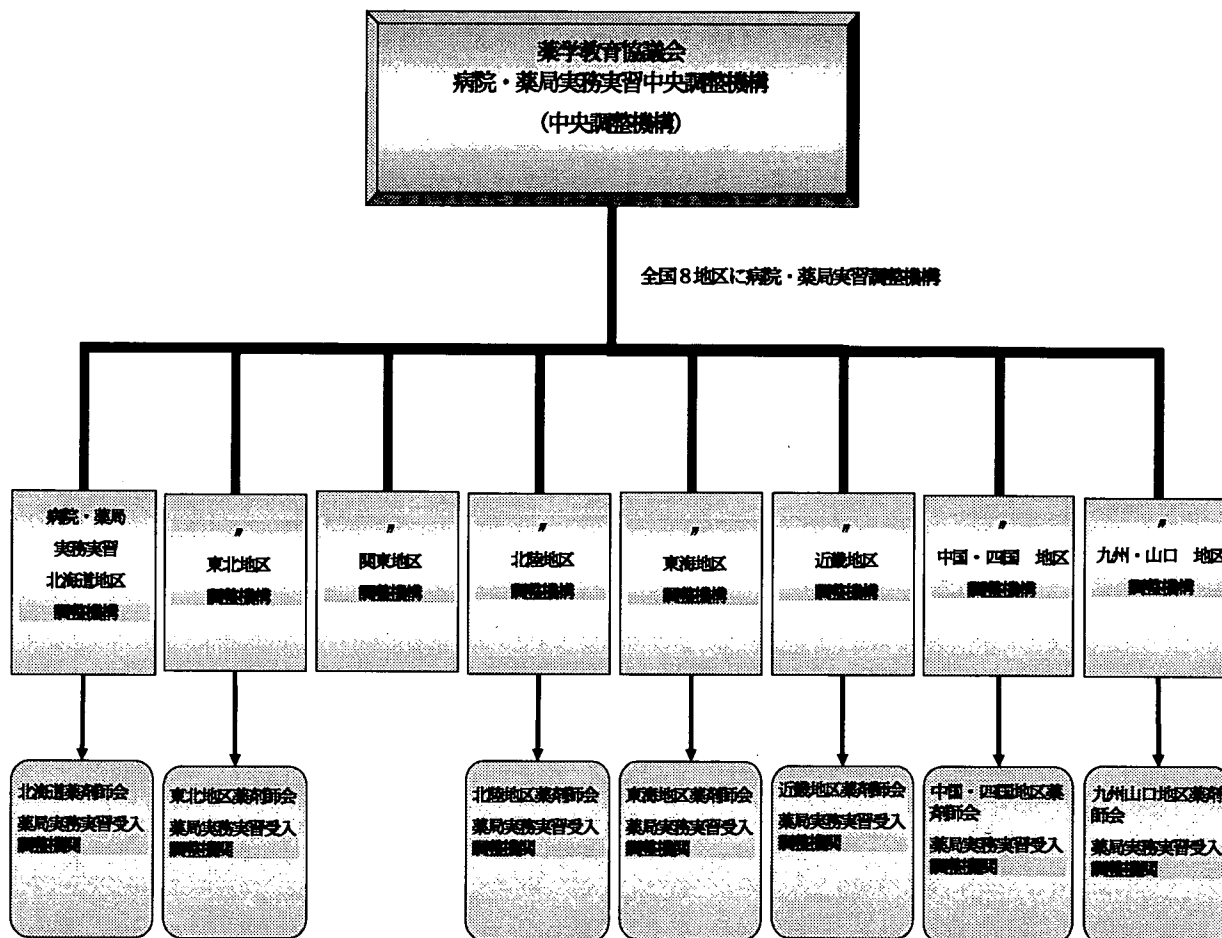 薬学教育協議会
病院・薬局実務実習中央調整機構
(中央調整機構)
全国8地区に病院・薬局実習調整機構
病院・薬局
実務実習
北海道地区
調整機構
〃
東北地区
調整機構
〃
関東地区
調整機構
〃
北陸地区
調整機構
〃
東海地区
調整機構
〃
近畿地区
調整機構
〃
中国・四国 地区
調整機構
〃
九州・山口 地区
調整機構
北海道薬剤師会
薬局実務実習受入
調整機関
東北地区薬剤師会
薬局実務実習受入
調整機関
北陸地区薬剤師会
薬局実務実習受入
調整機関
東海地区薬剤師会
薬局実務実習受入
調整機関
近畿地区薬剤師会
薬局実務実習受入
調整機関
中国・四国地区薬
剤師会
薬局実務実習受入
調整機関
九州山口地区薬剤
師会
薬局実務実習受入
調整機関